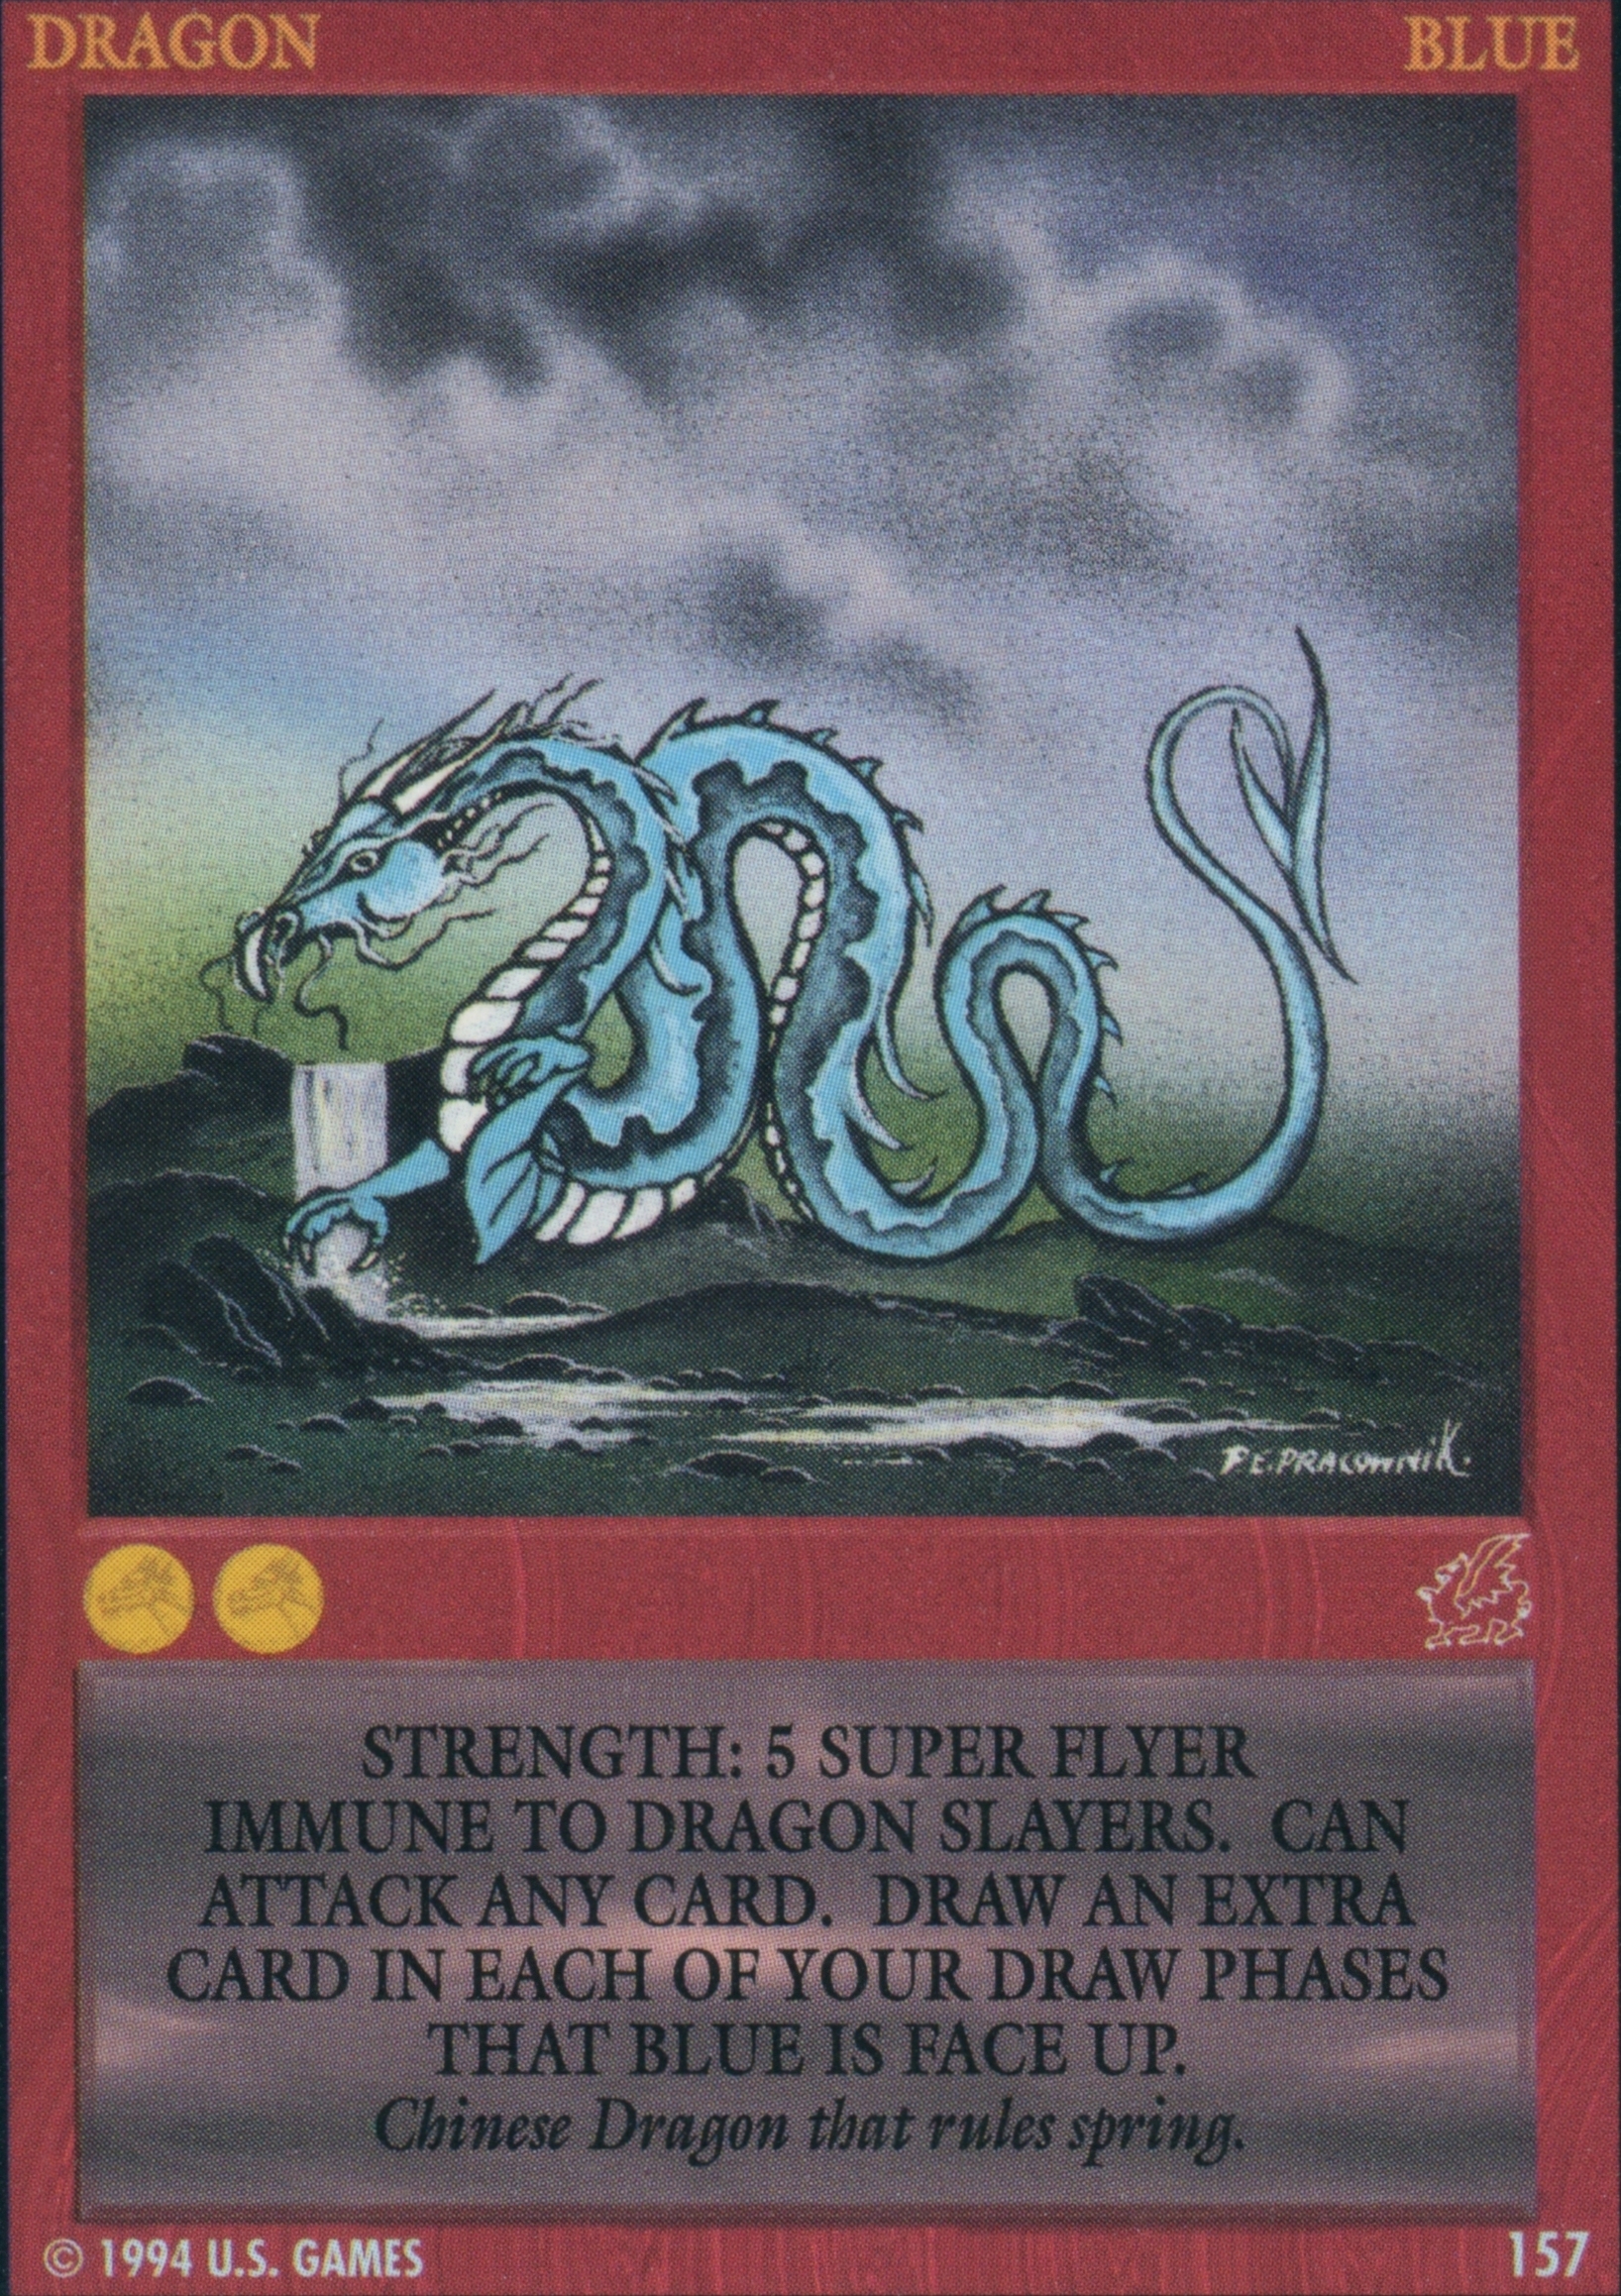 DRAGON BLUE
P.E.PRACOWNIK.
STRENGTH: 5 SUPER FLYER
IMMUNE TO DRAGON SLAYERS. CAN
ATTACK ANY CARD. DRAW AN EXTRA
CARD IN EACH OF YOUR DRAW PHASES
THAT BLUE IS FACE UP.
Chinese Dragon that rules spring.
© 1994 U.S. GAMES 157